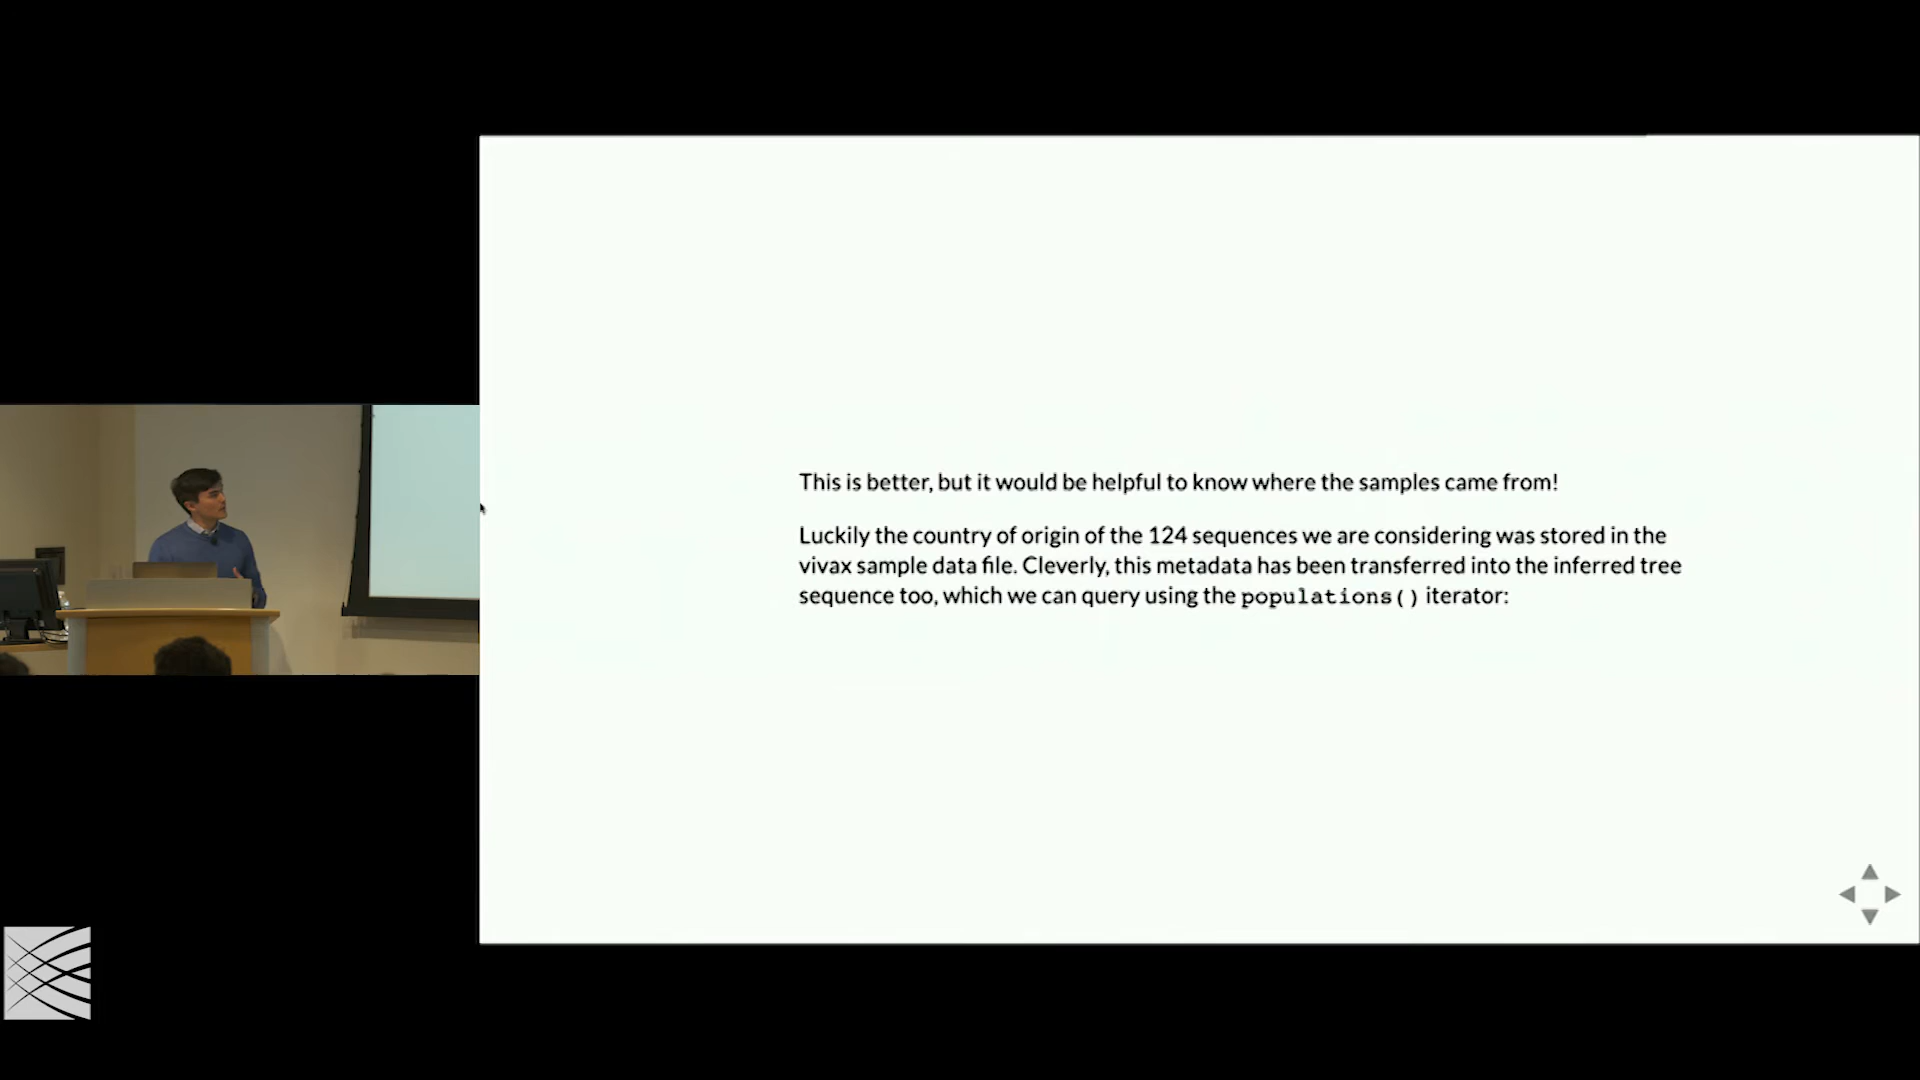 This is better, but it would be helpful to know where the samples came from!
Luckily the country of origin of the 124 sequences we are considering was stored in the
vivax sample data file. Cleverly, this metadata has been transferred into the inferred tree
sequence too, which we can query using the populations() iterator: